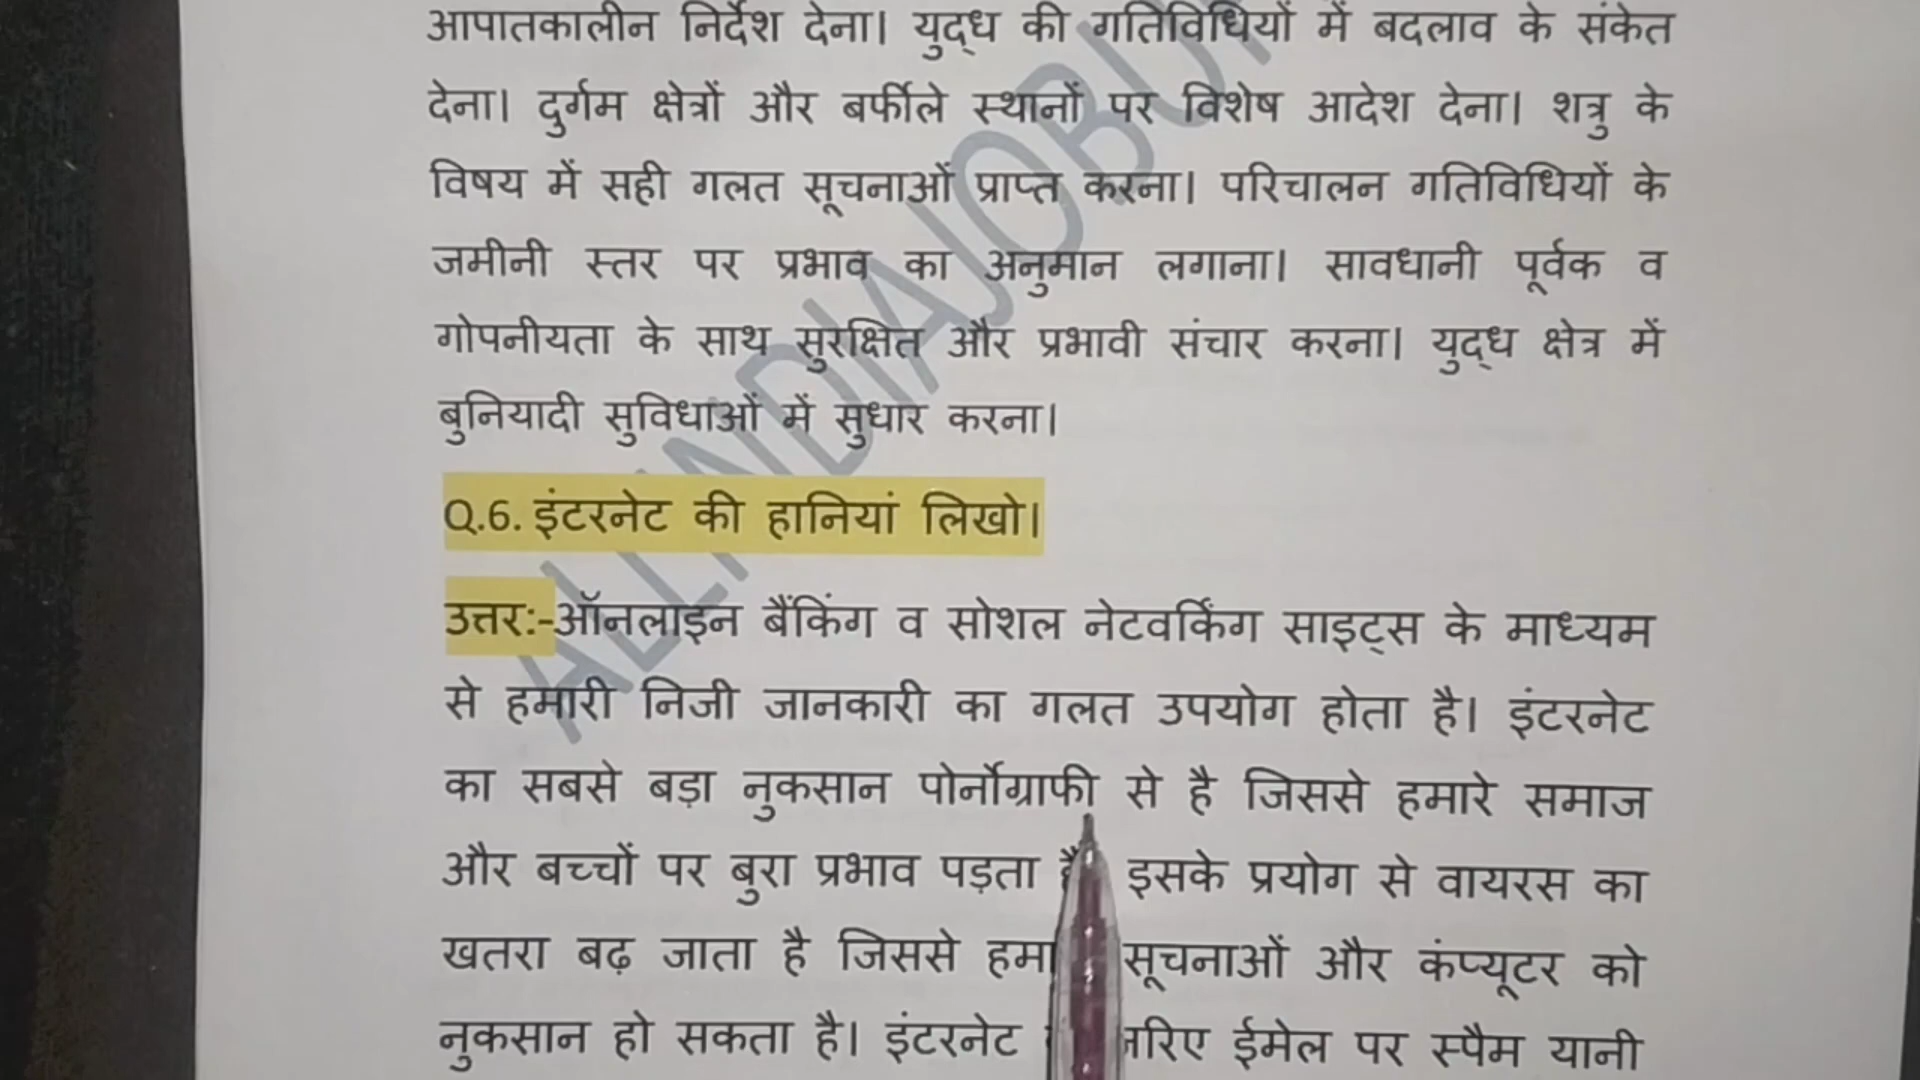 आपातकालीन निर्देश देना। युद्ध की गतिविधियों में बदलाव के संकेत
देना। दुर्गम क्षेत्रों और बर्फीले स्थानों पर विशेष आदेश देना। शत्रु के
विषय में सही गलत सूचनाओं प्राप्त करना। परिचालन गतिविधियों के
जमीनी स्तर पर प्रभाव का अनुमान लगाना। सावधानी पूर्वक व
गोपनीयता के साथ सुरक्षित और प्रभावी संचार करना। युद्ध क्षेत्र में
बुनियादी सुविधाओं में सुधार करना।
Q.6. इंटरनेट की हानियां लिखो।
उत्तर:-ऑनलाइन बैंकिंग व सोशल नेटवर्किंग साइट्स के माध्यम
से हमारी निजी जानकारी का गलत उपयोग होता है। इंटरनेट
का सबसे बड़ा नुकसान पोर्नोग्राफी से है जिससे हमारे समाज
और बच्चों पर बुरा प्रभाव पड़ता इसके प्रयोग से वायरस का
खतरा बढ़ जाता है जिससे सूचनाओं और कंप्यूटर को
नुकसान हो सकता है। इंटरनेट ईमेल पर स्पैम यानी